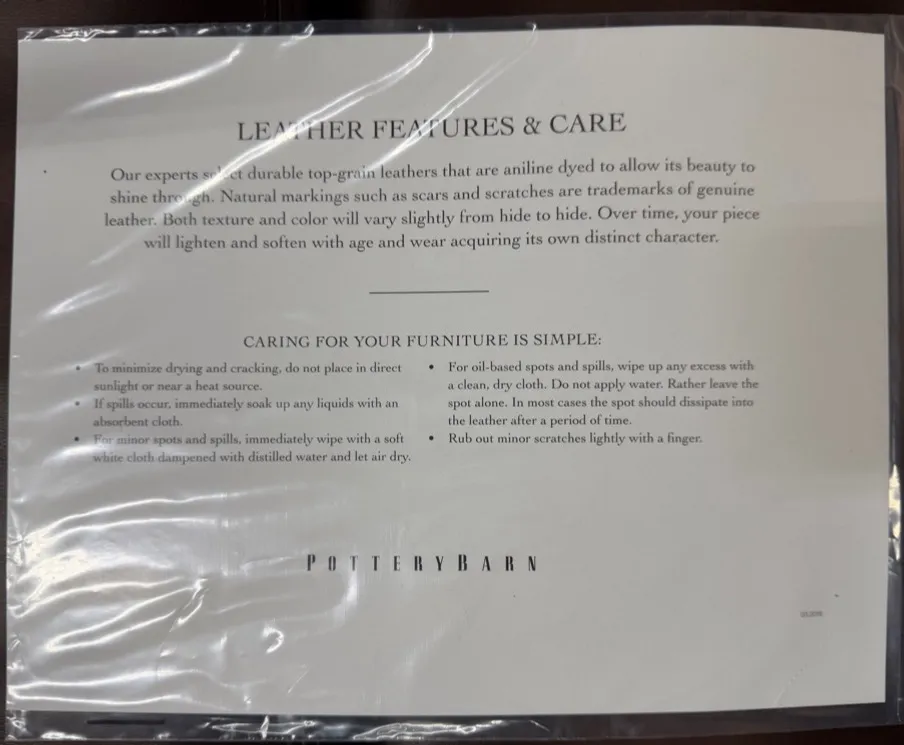 LEATHER FEATURES & CARE
Our experts select durable top-grain leathers that are aniline dyed to allow its beauty to
shine through. Natural markings such as scars and scratches are trademarks of genuine
leather. Both texture and color will vary slightly from hide to hide. Over time, your piece
will lighten and soften with age and wear acquiring its own distinct character.
CARING FOR YOUR FURNITURE IS SIMPLE:
• To minimize drying and cracking, do not place in direct
sunlight or near a heat source.
• If spills occur, immediately soak up any liquids with an
absorbent cloth.
• For minor spots and spills, immediately wipe with a soft
white cloth dampened with distilled water and let air dry.
• For oil-based spots and spills, wipe up any excess with
a clean, dry cloth. Do not apply water. Rather leave the
spot alone. In most cases the spot should dissipate into
the leather after a period of time.
• Rub out minor scratches lightly with a finger.
POTTERY BARN